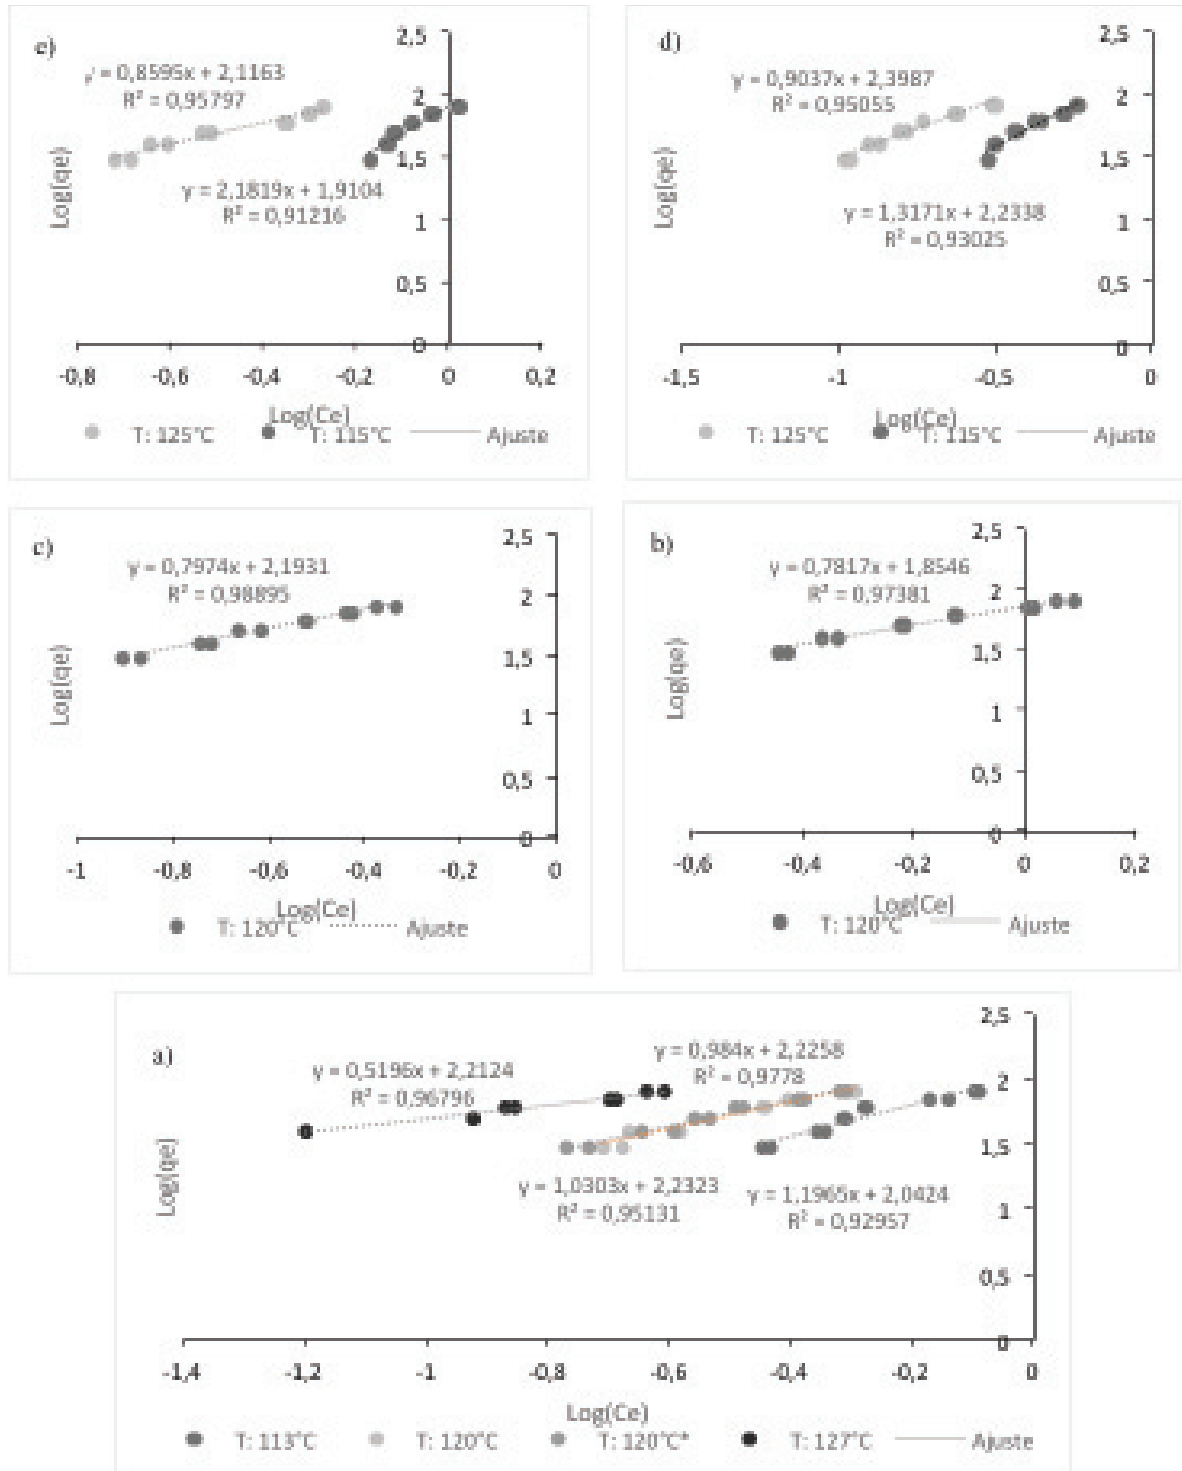 e)
y = 0,8595x + 2,1163
R² = 0,95797
y = 2,1819x + 1,9104
R² = 0,91216
Log(qe)
2,5
2
1,5
1
0,5
0
-0,8 -0,6 -0,4 -0,2 0 0,2
Log(Ce)
T: 125°C T: 115°C Ajuste
d)
y = 0,9037x + 2,3987
R² = 0,95055
y = 1,3171x + 2,2338
R² = 0,93025
Log(qe)
2,5
2
1,5
1
0,5
0
-1,5 -1 -0,5 0
Log(Ce)
T: 125°C T: 115°C Ajuste
c)
y = 0,7974x + 2,1931
R² = 0,98895
Log(qe)
2,5
2
1,5
1
0,5
0
-1 -0,8 -0,6 -0,4 -0,2 0
Log(Ce)
T: 120°C Ajuste
b)
y = 0,7817x + 1,8546
R² = 0,97381
Log(qe)
2,5
2
1,5
1
0,5
0
-0,6 -0,4 -0,2 0 0,2
Log(Ce)
T: 120°C Ajuste
a)
y = 0,5196x + 2,2124
R² = 0,96796
y = 0,984x + 2,2258
R² = 0,9778
y = 1,0303x + 2,2323
R² = 0,95131
y = 1,1965x + 2,0424
R² = 0,92957
Log(qe)
2,5
2
1,5
1
0,5
0
-1,4 -1,2 -1 -0,8 -0,6 -0,4 -0,2 0
Log(Ce)
T: 113°C T: 120°C T: 120°C* T: 127°C Ajuste